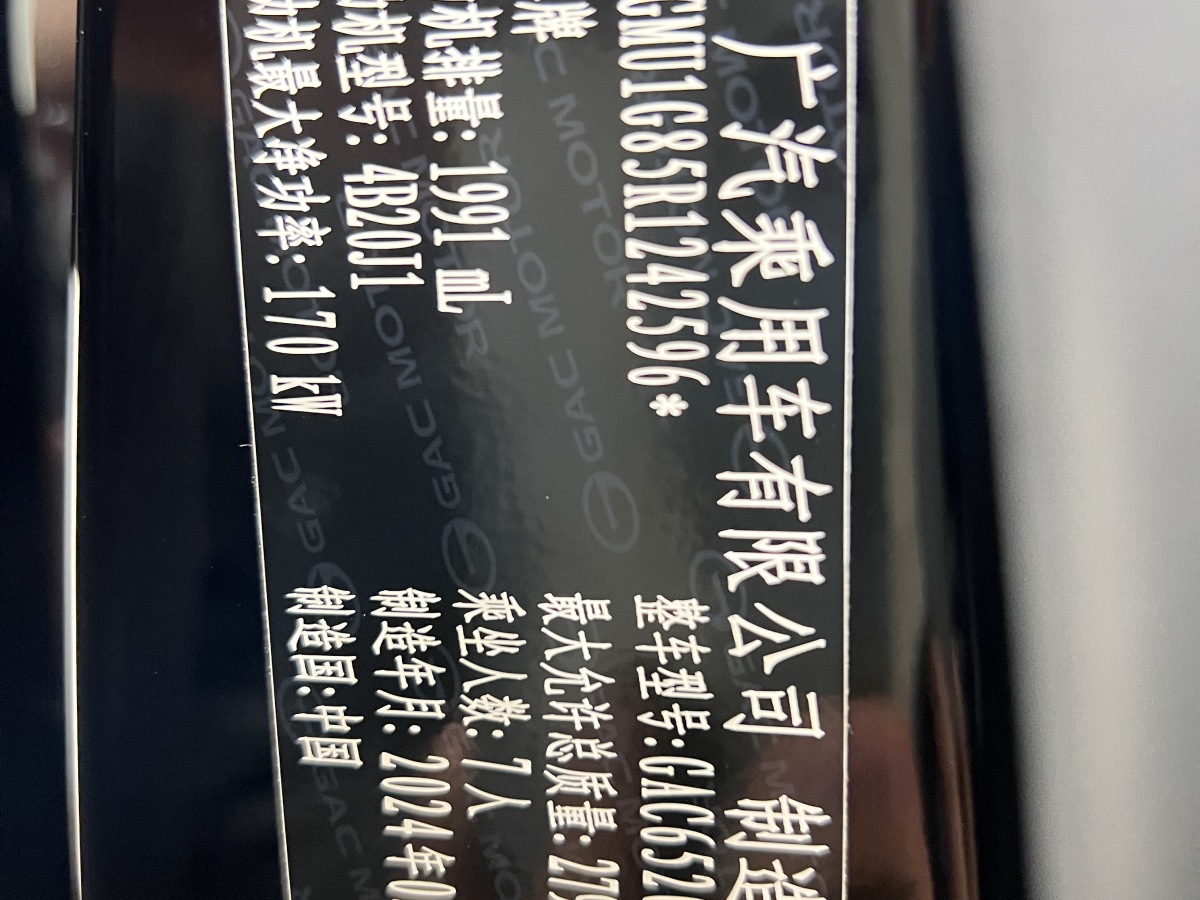 广汽乘用车有限公司 制造
GMU1G85R1242596*
整车型号:GAC652
牌
最大允许总质量:
机排量: 1991 mL
乘坐人数: 7人
机型号: 4B20J1
制造年月: 2024年0
机最大净功率: 170 kW
制造国: 中国
GAC MOTOR